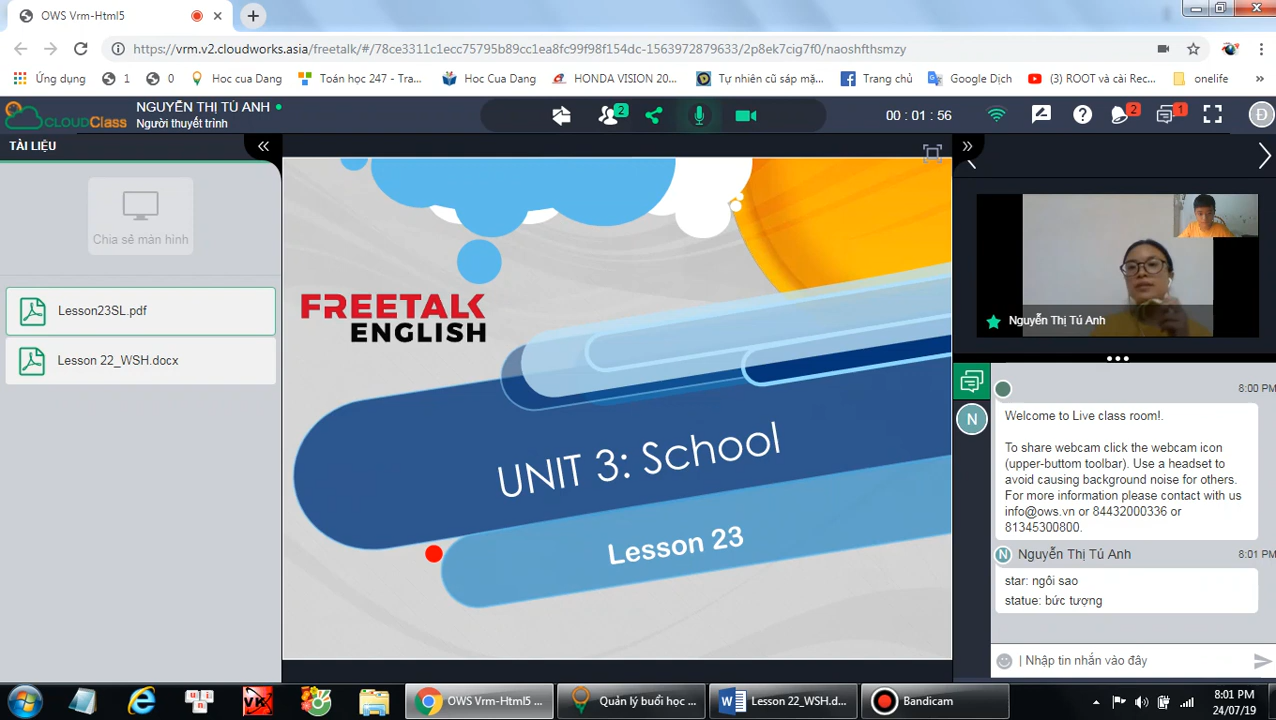 OWS Vrm-Html5
https://vrm.v2.cloudworks.asia/freetalk/#/78ce3311c1ecc75795b89cc1ea8fc99f98f154dc-1563972879633/2p8ek7cig7f0/naoshfthsmzy
Ứng dụng
1
0
Hoc cua Dang
Toán học 247 - Tra...
Học Cua Dang
HONDA VISION 20...
Tự nhiên cũ sáp mặ...
Trang chủ
Google Dịch
(3) ROOT và cài Rec...
onelife
»
CLOUDClass
NGUYỄN THỊ TÚ ANH
Người thuyết trình
2
00 : 01 : 56
2
1
Đ
TÀI LIỆU
Chia sẻ màn hình
Lesson23SL.pdf
Lesson 22_WSH.docx
FREETALK
ENGLISH
UNIT 3: School
Lesson 23
Nguyễn Thị Tú Anh
8:00 PM
N
Welcome to Live class room!.
To share webcam click the webcam icon
(upper-buttom toolbar). Use a headset to
avoid causing background noise for others.
For more information please contact with us
info@ows.vn or 84432000336 or
81345300800.
N Nguyễn Thị Tú Anh 8:01 PM
star: ngôi sao
statue: bức tượng
Nhập tin nhắn vào đây
OWS Vrm-Html5 ...
Quản lý buổi học ...
Lesson 22_WSH.d...
Bandicam
8:01 PM
24/07/19